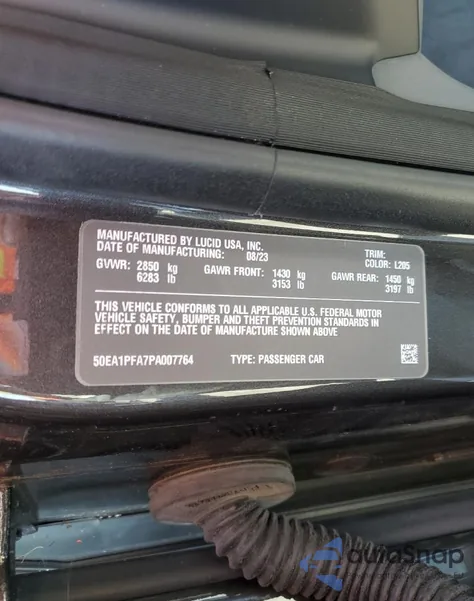 MANUFACTURED BY LUCID USA, INC.
DATE OF MANUFACTURING: 08/23 TRIM:
COLOR: L205
GVWR: 2850 kg GAWR FRONT: 1430 kg GAWR REAR: 1450 kg
6283 lb 3153 lb 3197 lb
THIS VEHICLE CONFORMS TO ALL APPLICABLE U.S. FEDERAL MOTOR
VEHICLE SAFETY, BUMPER AND THEFT PREVENTION STANDARDS IN
EFFECT ON THE DATE OF MANUFACTURE SHOWN ABOVE
50EA1PFA7PA007764 TYPE: PASSENGER CAR
autoSnap